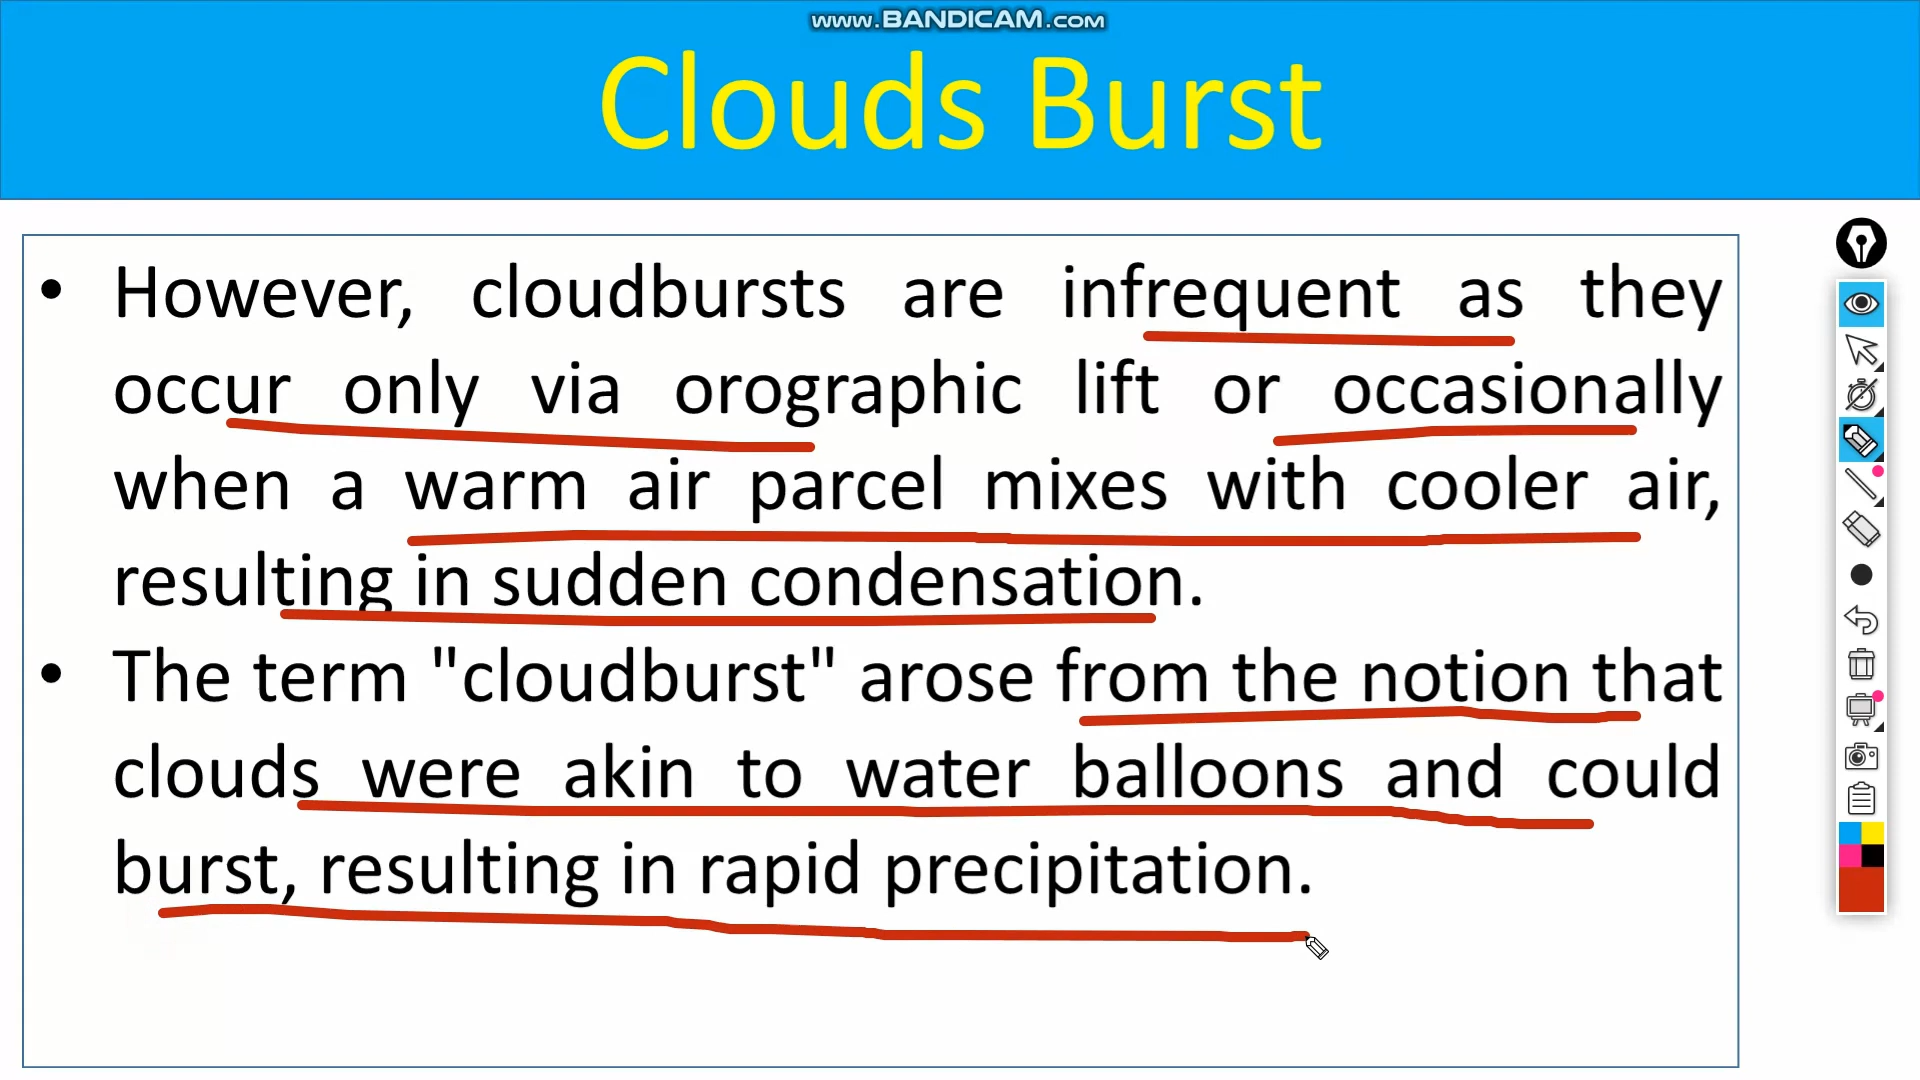 www.BANDICAM.com
Clouds Burst
• However, cloudbursts are infrequent as they
occur only via orographic lift or occasionally
when a warm air parcel mixes with cooler air,
resulting in sudden condensation.
• The term "cloudburst" arose from the notion that
clouds were akin to water balloons and could
burst, resulting in rapid precipitation.